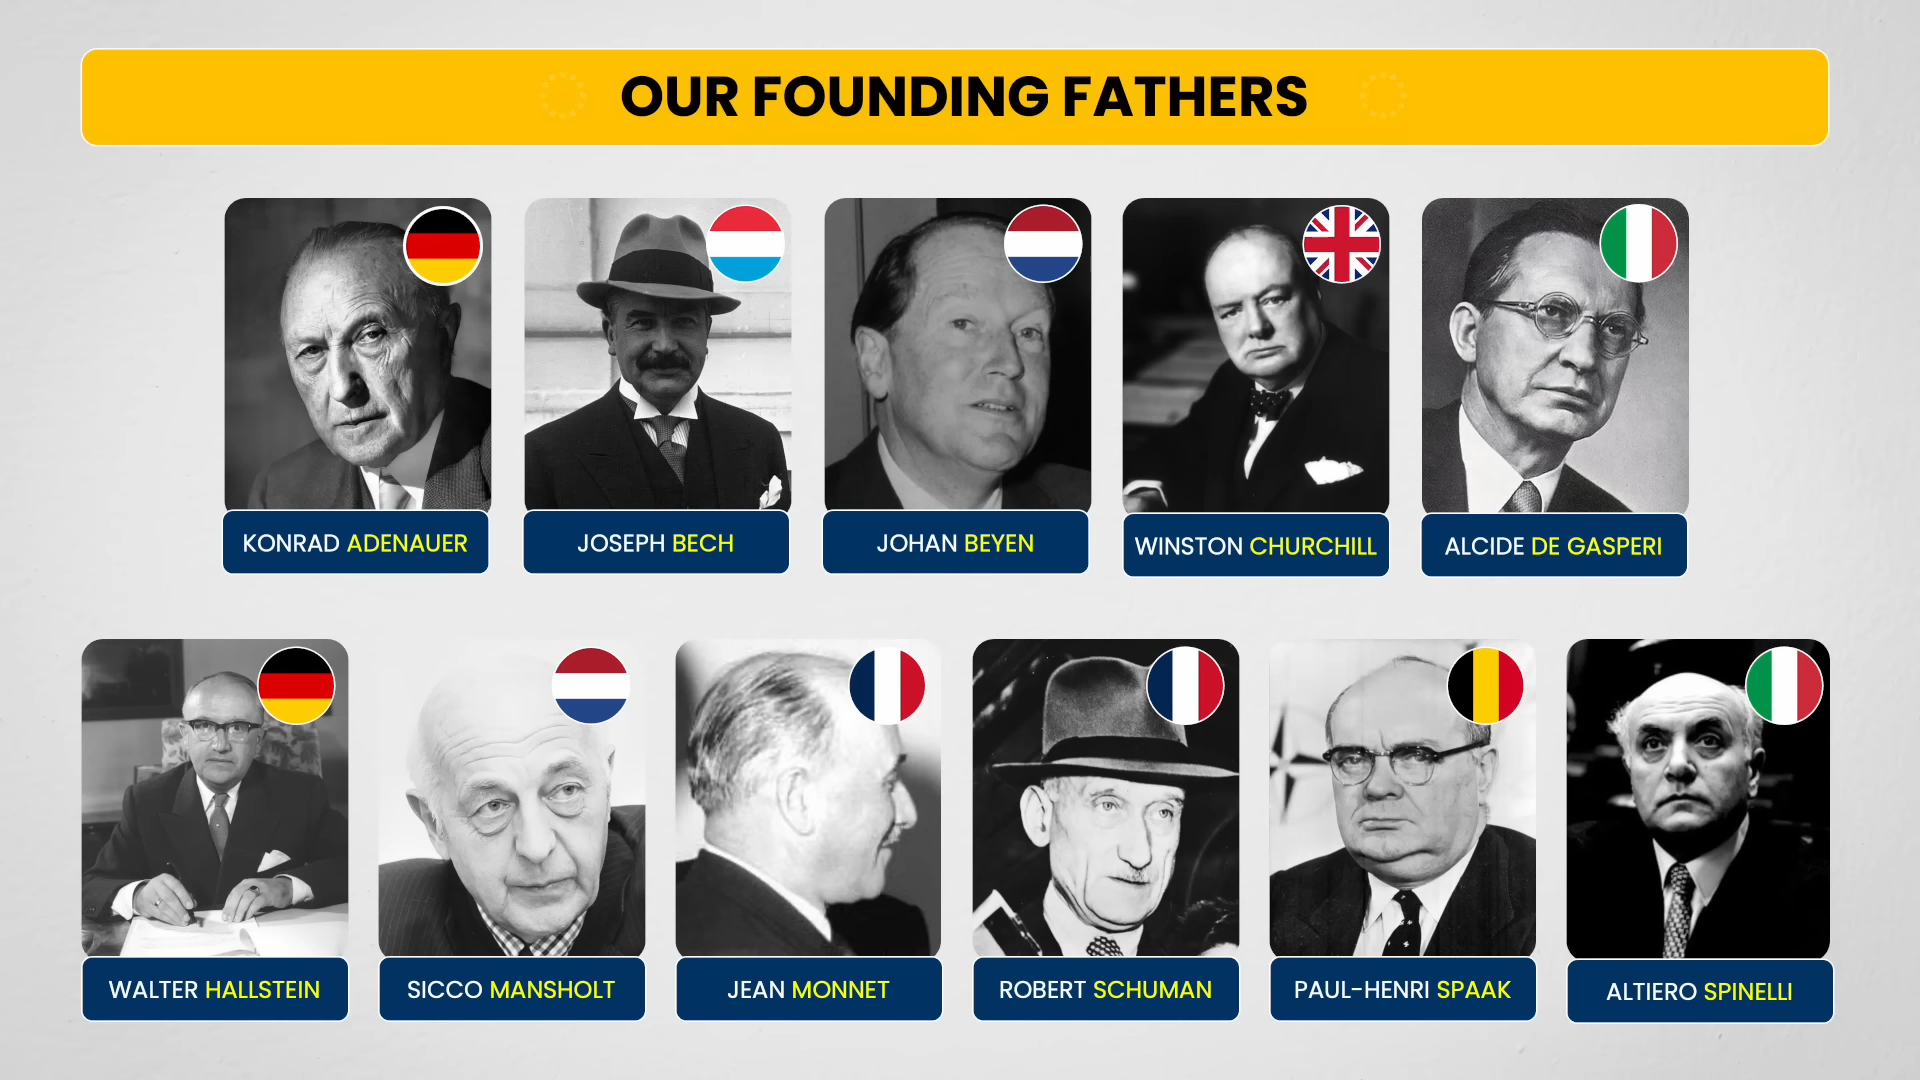 OUR FOUNDING FATHERS
KONRAD ADENAUER
JOSEPH BECH
JOHAN BEYEN
WINSTON CHURCHILL
ALCIDE DE GASPERI
WALTER HALLSTEIN
SICCO MANSHOLT
JEAN MONNET
ROBERT SCHUMAN
PAUL-HENRI SPAAK
ALTIERO SPINELLI